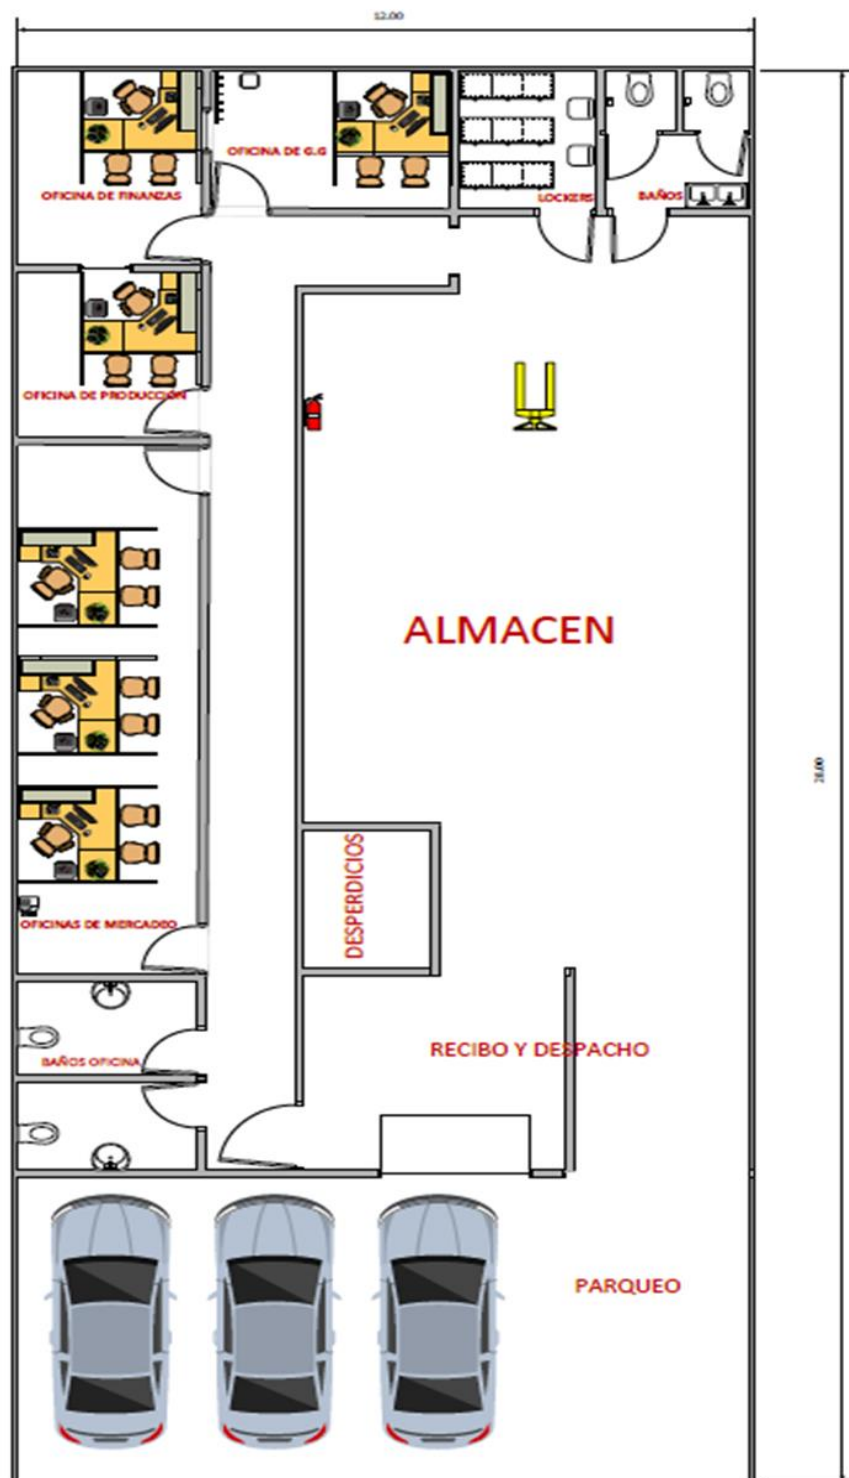 12.00
OFICINA DE G.G
OFICINA DE FINANZAS
LOCKERS
BAÑOS
OFICINA DE PRODUCCIÓN
ALMACEN
DESPERDICIOS
OFICINAS DE MERCADEO
RECIBO Y DESPACHO
BAÑOS OFICINA
PARQUEO